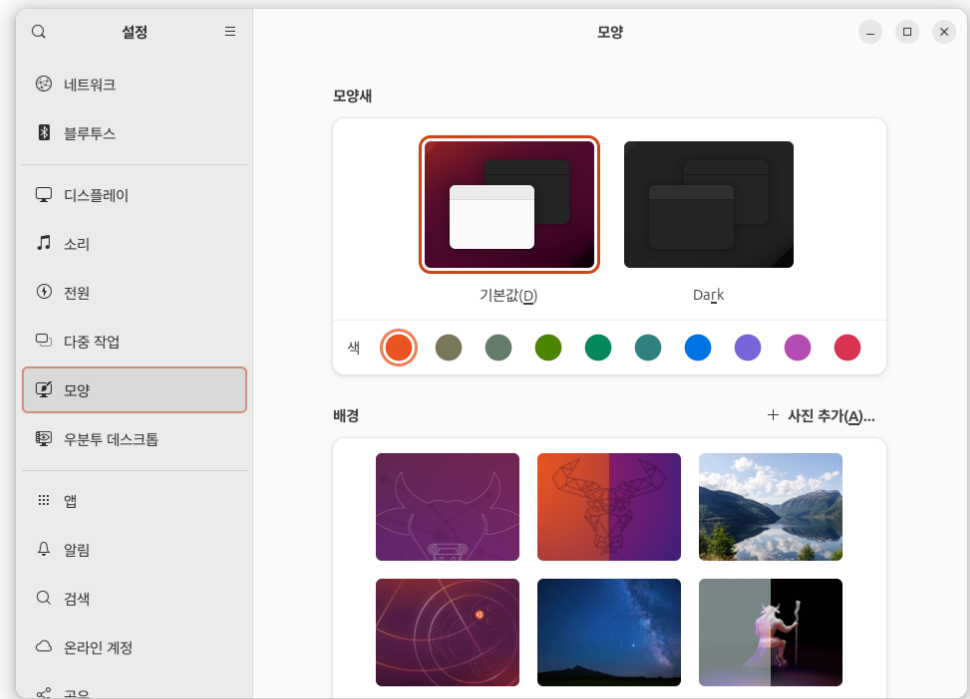 설정
모양
네트워크
블루투스
디스플레이
소리
전원
다중 작업
모양
우분투 데스크톱
앱
알림
검색
온라인 계정
공유
모양새
기본값(D)
Dark
색
배경
+ 사진 추가(A)...